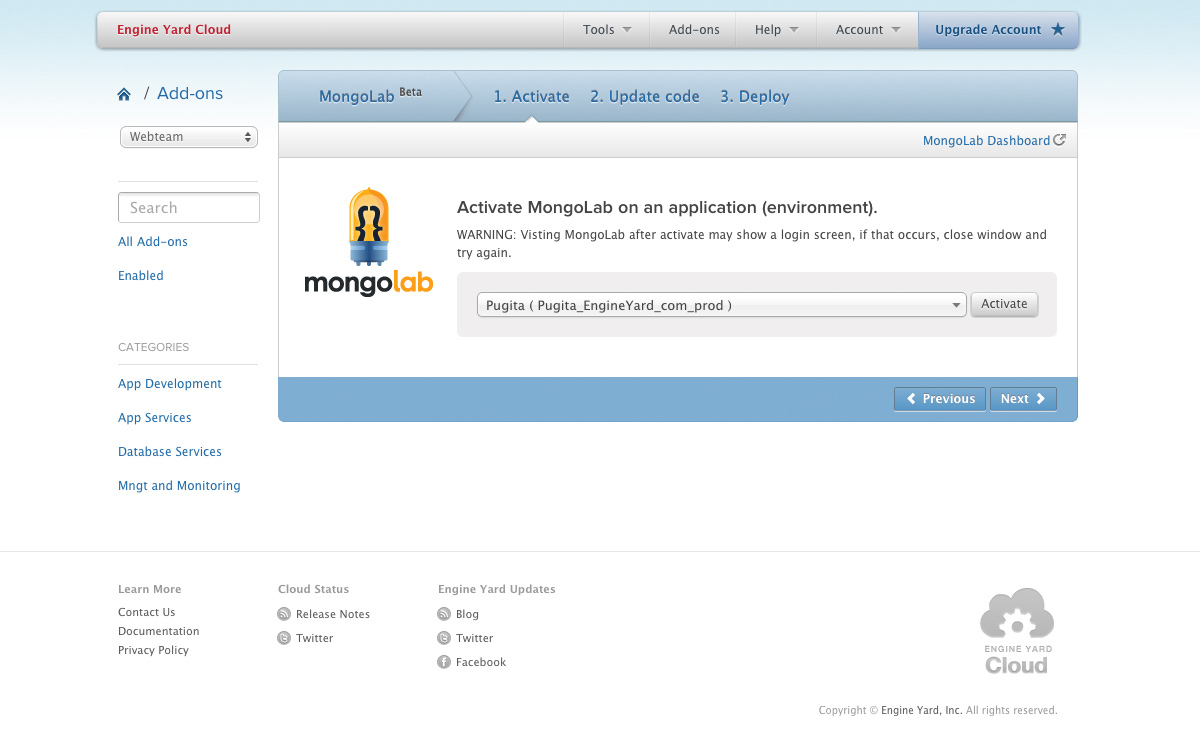 Engine Yard Cloud
Tools
Add-ons
Help
Account
Upgrade Account
/ Add-ons
Webteam
Search
All Add-ons
Enabled
CATEGORIES
App Development
App Services
Database Services
Mngt and Monitoring
MongoLab Beta
1. Activate
2. Update code
3. Deploy
MongoLab Dashboard
mongolab
Activate MongoLab on an application (environment).
WARNING: Visting MongoLab after activate may show a login screen, if that occurs, close window and
try again.
Pugita ( Pugita_EngineYard_com_prod )
Activate
Previous
Next
Learn More
Contact Us
Documentation
Privacy Policy
Cloud Status
Release Notes
Twitter
Engine Yard Updates
Blog
Twitter
Facebook
ENGINE YARD
Cloud
Copyright © Engine Yard, Inc. All rights reserved.